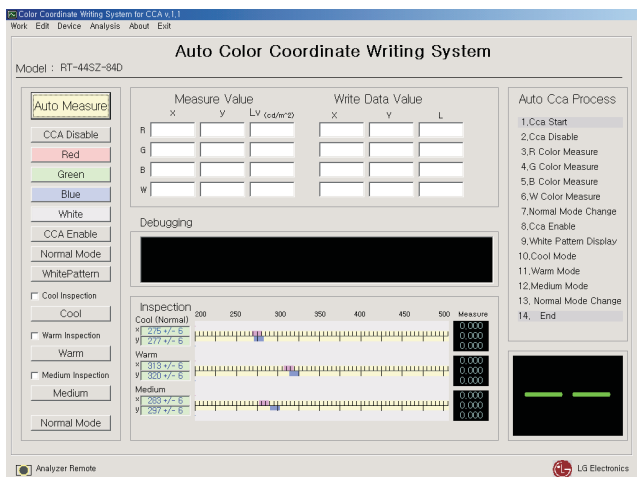 Color Coordinate Writing System for CCA v.1,1
Work Edit Device Analysis About Exit
Auto Color Coordinate Writing System
Model : RT-44SZ-84D
Auto Measure
CCA Disable
Red
Green
Blue
White
CCA Enable
Normal Mode
WhitePattern
Cool Inspection
Cool
Warm Inspection
Warm
Medium Inspection
Medium
Normal Mode
Measure Value
x y Lv (cd/m^2)
Write Data Value
X Y L
R
G
B
W
Debugging
Inspection
200 250 300 350 400 450 500 Measure
Cool (Normal)
x 275 +/- 6
y 277 +/- 6
0.000
0.000
0.000
Warm
x 313 +/- 6
y 320 +/- 6
0.000
0.000
0.000
Medium
x 283 +/- 6
y 297 +/- 6
0.000
0.000
0.000
Auto Cca Process
1,Cca Start
2,Cca Disable
3,R Color Measure
4,G Color Measure
5,B Color Measure
6,W Color Measure
7,Normal Mode Change
8,Cca Enable
9,White Pattern Display
10,Cool Mode
11,Warm Mode
12,Medium Mode
13, Normal Mode Change
14, End
— —
Analyzer Remote
LG Electronics